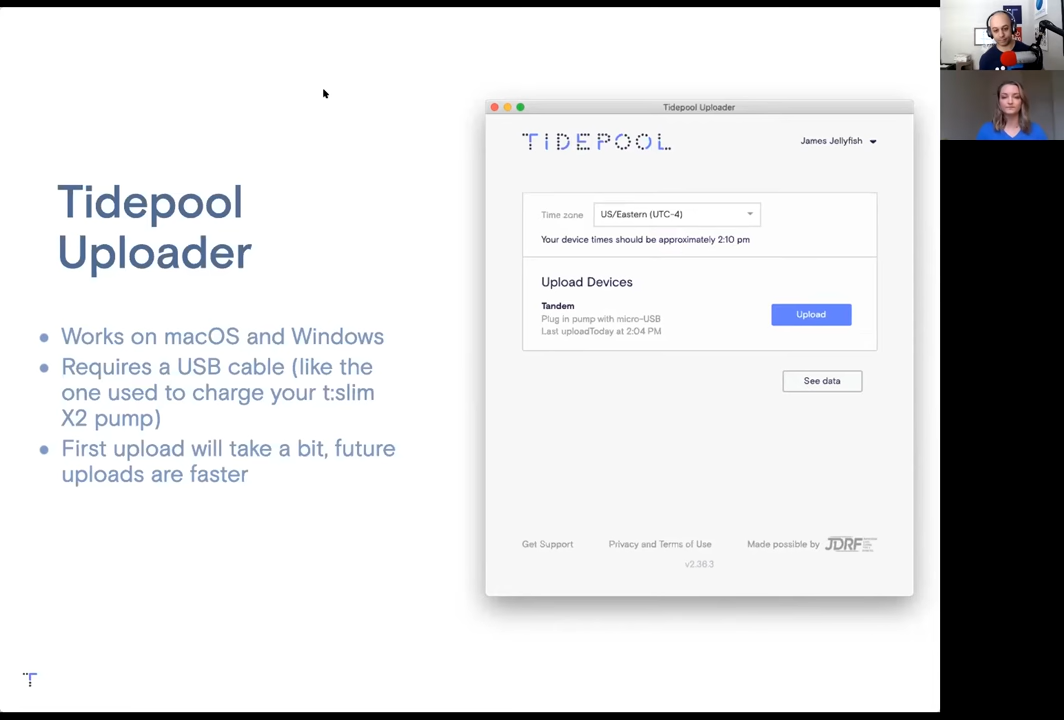 Tidepool
Uploader
Works on macOS and Windows
Requires a USB cable (like the
one used to charge your t:slim
X2 pump)
First upload will take a bit, future
uploads are faster
Tidepool Uploader
TIDEPOOL
James Jellyfish
Time zone
US/Eastern (UTC-4)
Your device times should be approximately 2:10 pm
Upload Devices
Tandem
Plug in pump with micro-USB
Last uploadToday at 2:04 PM
Upload
See data
Get Support
Privacy and Terms of Use
Made possible by JDRF
v2.36.3
T